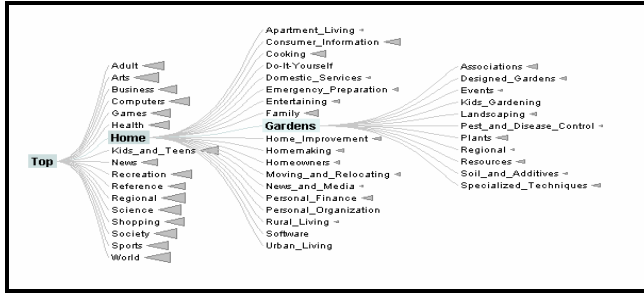 Top
Adult
Arts
Business
Computers
Games
Health
Home
Kids_and_Teens
News
Recreation
Reference
Regional
Science
Shopping
Society
Sports
World
Apartment_Living
Consumer_Information
Cooking
Do-It-Yourself
Domestic_Services
Emergency_Preparation
Entertaining
Family
Gardens
Home_Improvement
Homemaking
Homeowners
Moving_and_Relocating
News_and_Media
Personal_Finance
Personal_Organization
Rural_Living
Software
Urban_Living
Associations
Designed_Gardens
Events
Kids_Gardening
Landscaping
Pest_and_Disease_Control
Plants
Regional
Resources
Soil_and_Additives
Specialized_Techniques